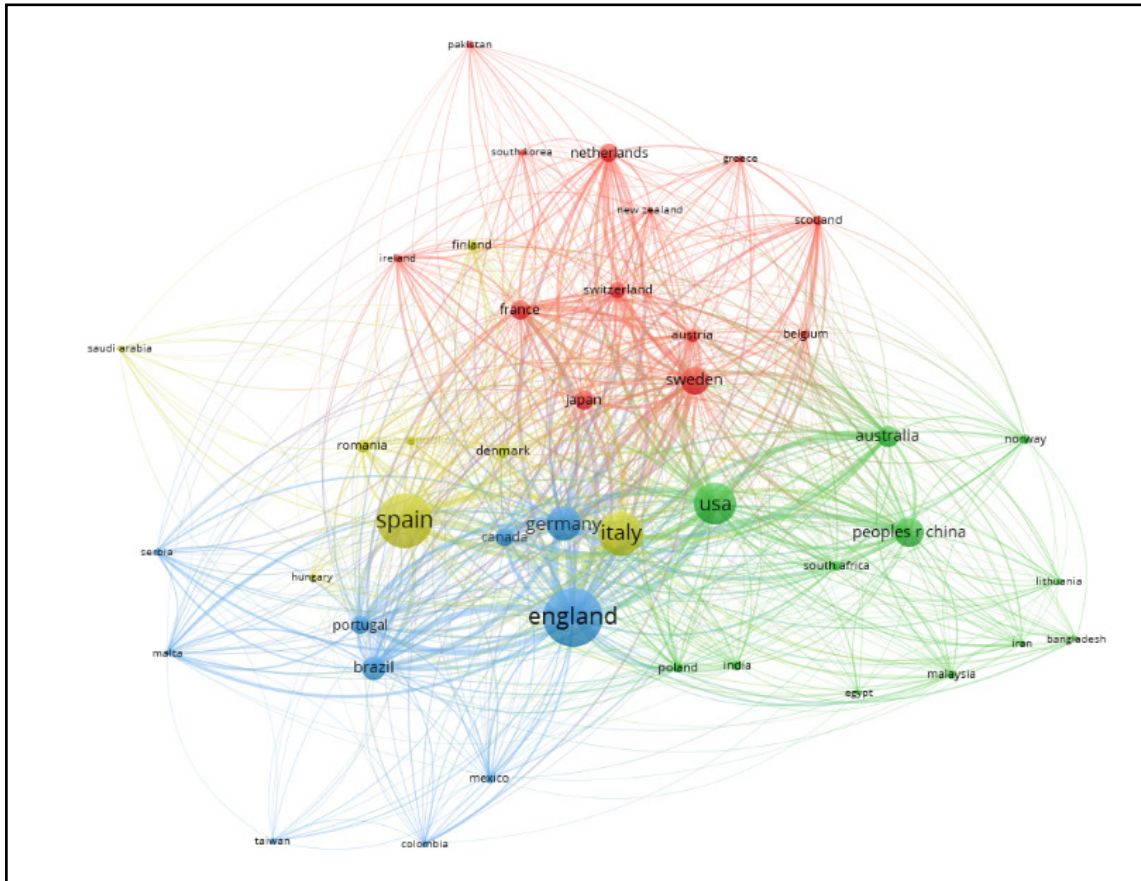 pakistan
south korea
netherlands
greece
new zealand
scotland
finland
ireland
switzerland
france
austria
belgium
saudi arabia
sweden
japan
romania
denmark
australia
norway
spain
usa
germany
italy
canada
peoples r china
serbia
south africa
hungary
lithuania
england
portugal
malta
brazil
poland
india
iran
bangladesh
malaysia
egypt
mexico
taiwan
colombia